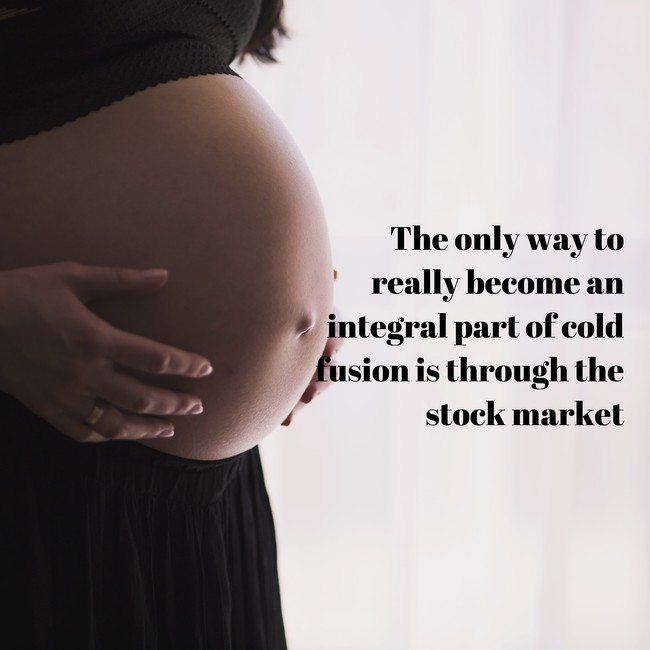 The only way to
really become an
integral part of cold
fusion is through the
stock market